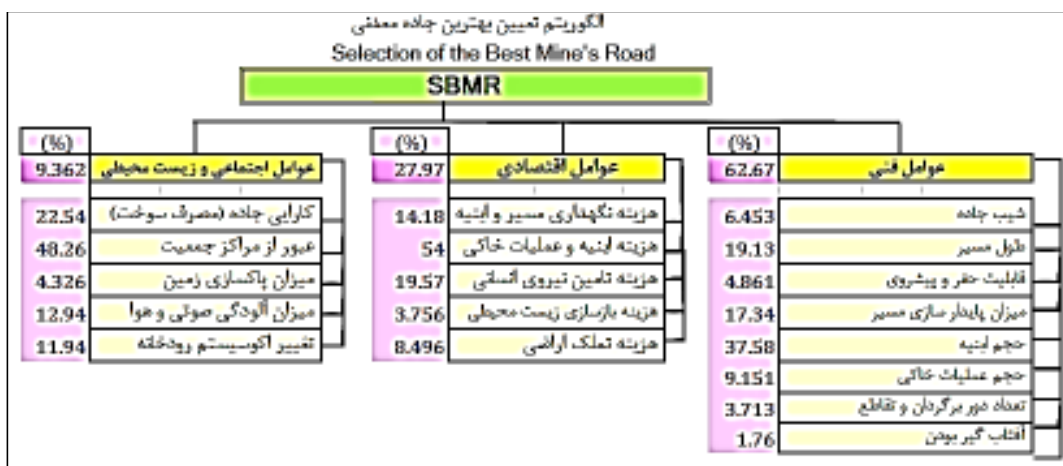 الگوریتم تعیین بهترین جاده معدنی
Selection of the Best Mine's Road
SBMR
(%)
عوامل فنی 62.67
شیب جاده 6.453
طول مسیر 19.13
قابلیت حفر و پیشروی 4.861
میزان پایدار سازی مسیر 17.34
حجم ابنیه 37.58
حجم عملیات خاکی 9.151
تعداد دور برگردان و تقاطع 3.713
آفتاب گیر بودن 1.76
(%)
عوامل اقتصادی 27.97
هزینه نگهداری مسیر و ابنیه 14.18
هزینه ابنیه و عملیات خاکی 54
هزینه تامین نیروی انسانی 19.57
هزینه بازسازی زیست محیطی 3.756
هزینه تملک اراضی 8.496
(%)
عوامل اجتماعی و زیست محیطی 9.362
کارایی جاده (مصرف سوخت) 22.54
عبور از مراکز جمعیت 48.26
میزان پاکسازی زمین 4.326
میزان آلودگی صوتی و هوا 12.94
تغییر اکوسیستم رودخانه 11.94